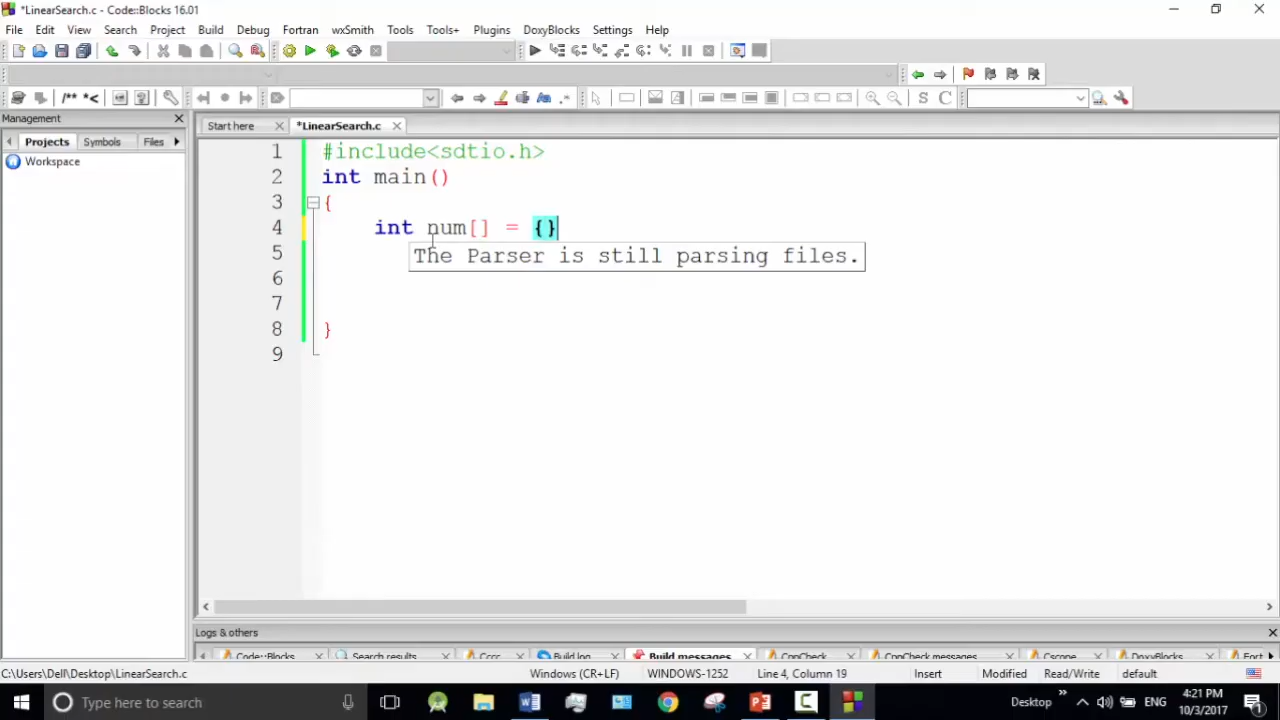 *LinearSearch.c - Code::Blocks 16.01
File Edit View Search Project Build Debug Fortran wxSmith Tools Tools+ Plugins DoxyBlocks Settings Help
/** *<
S C
Management
Projects Symbols Files
Workspace
Start here *LinearSearch.c
1 #include<sdtio.h>
2 int main()
3 {
4 int num[] = {}
5 The Parser is still parsing files.
6
7
8 }
9
Logs & others
Code::Blocks Search results Cccc Build log Build messages CppCheck CppCheck messages Cscope DoxyBlocks Fort
C:\Users\Dell\Desktop\LinearSearch.c Windows (CR+LF) WINDOWS-1252 Line 4, Column 19 Insert Modified Read/Write default
Type here to search
Desktop ENG 4:21 PM
10/3/2017 1